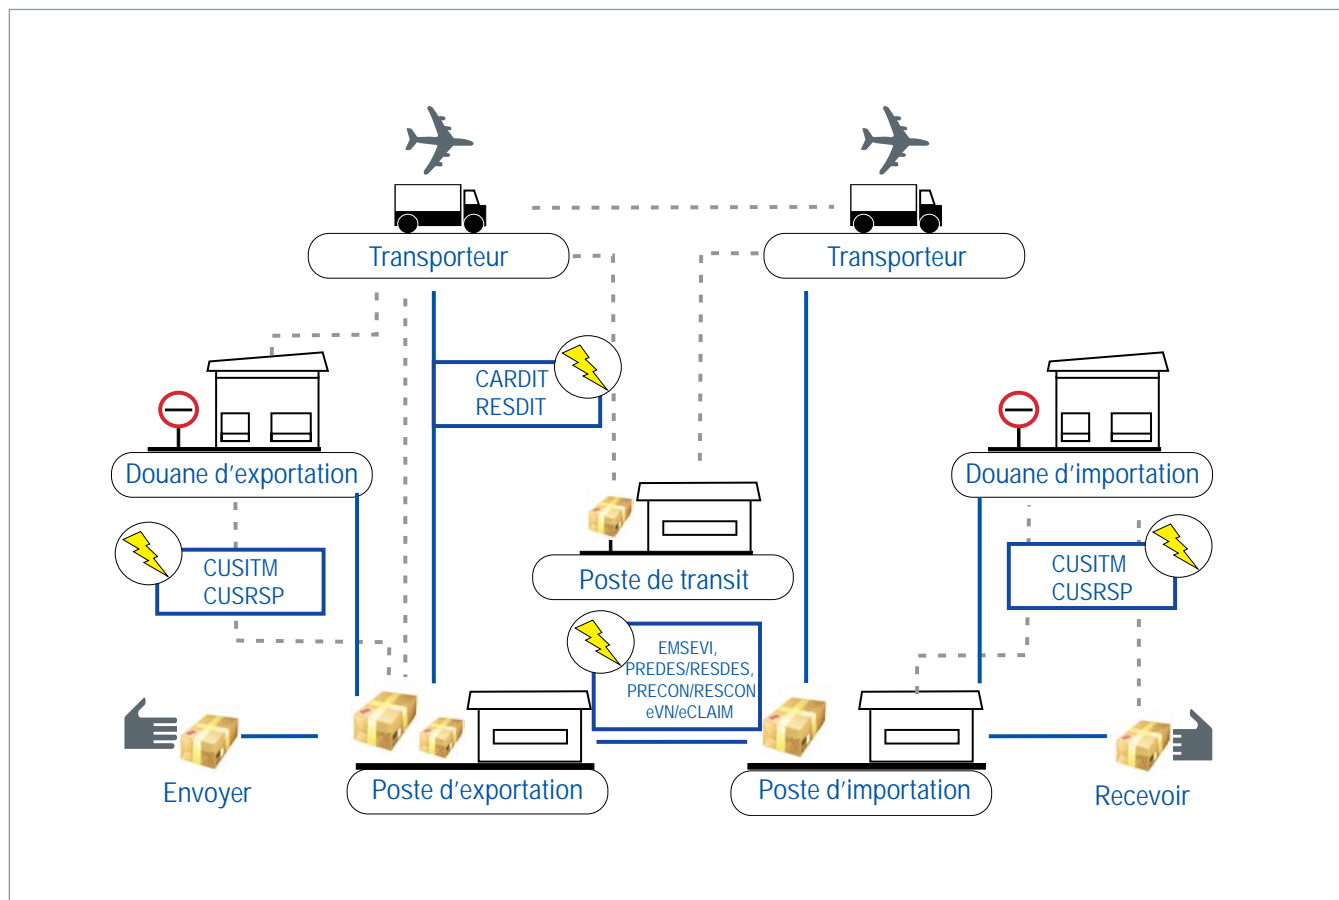 Transporteur
Transporteur
CARDIT
RESDIT
Douane d'exportation
Douane d'importation
CUSITM
CUSRSP
Poste de transit
CUSITM
CUSRSP
EMSEVI,
PREDES/RESDES,
PRECON/RESCON
eVN/eCLAIM
Envoyer
Poste d'exportation
Poste d'importation
Recevoir